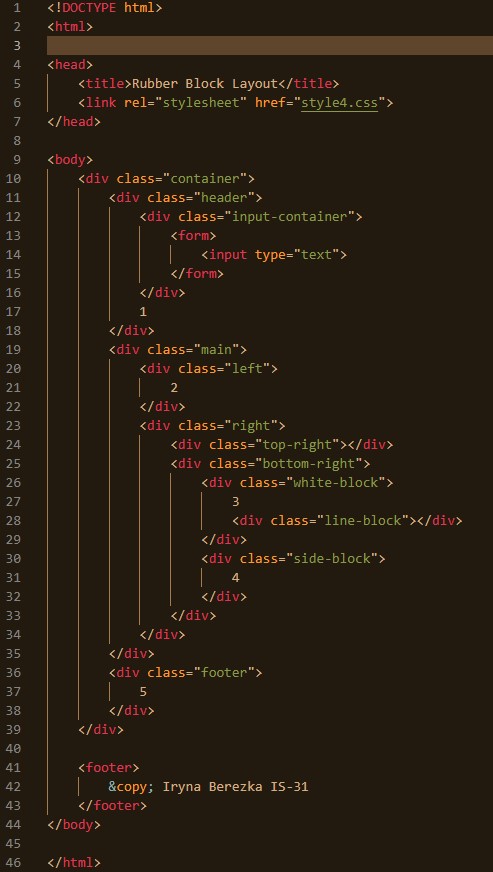 1 <!DOCTYPE html>
2 <html>
3
4 <head>
5     <title>Rubber Block Layout</title>
6     <link rel="stylesheet" href="style4.css">
7 </head>
8
9 <body>
10     <div class="container">
11         <div class="header">
12             <div class="input-container">
13                 <form>
14                     <input type="text">
15                 </form>
16             </div>
17             1
18         </div>
19         <div class="main">
20             <div class="left">
21                 2
22             </div>
23             <div class="right">
24                 <div class="top-right"></div>
25                 <div class="bottom-right">
26                     <div class="white-block">
27                         3
28                         <div class="line-block"></div>
29                     </div>
30                     <div class="side-block">
31                         4
32                     </div>
33                 </div>
34             </div>
35         </div>
36         <div class="footer">
37             5
38         </div>
39     </div>
40
41     <footer>
42         &copy; Iryna Berezka IS-31
43     </footer>
44 </body>
45
46 </html>